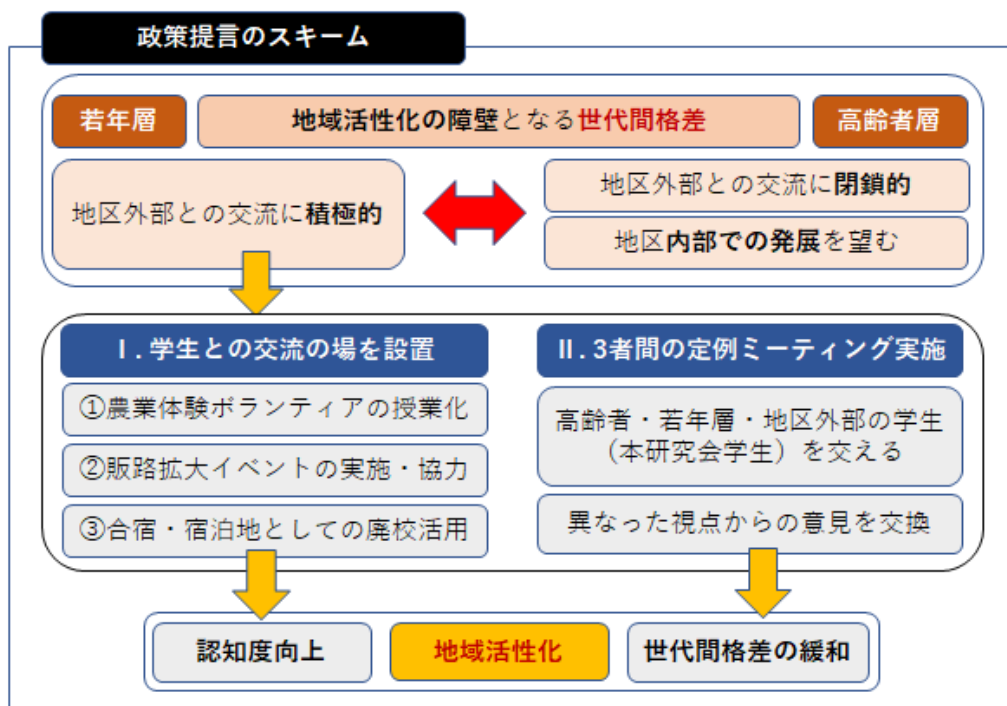 政策提言のスキーム
若年層
地域活性化の障壁となる世代間格差
高齢者層
地区外部との交流に積極的
地区外部との交流に閉鎖的
地区内部での発展を望む
Ⅰ. 学生との交流の場を設置
①農業体験ボランティアの授業化
②販路拡大イベントの実施・協力
③合宿・宿泊地としての廃校活用
Ⅱ. 3者間の定例ミーティング実施
高齢者・若年層・地区外部の学生
（本研究会学生）を交える
異なった視点からの意見を交換
認知度向上
地域活性化
世代間格差の緩和